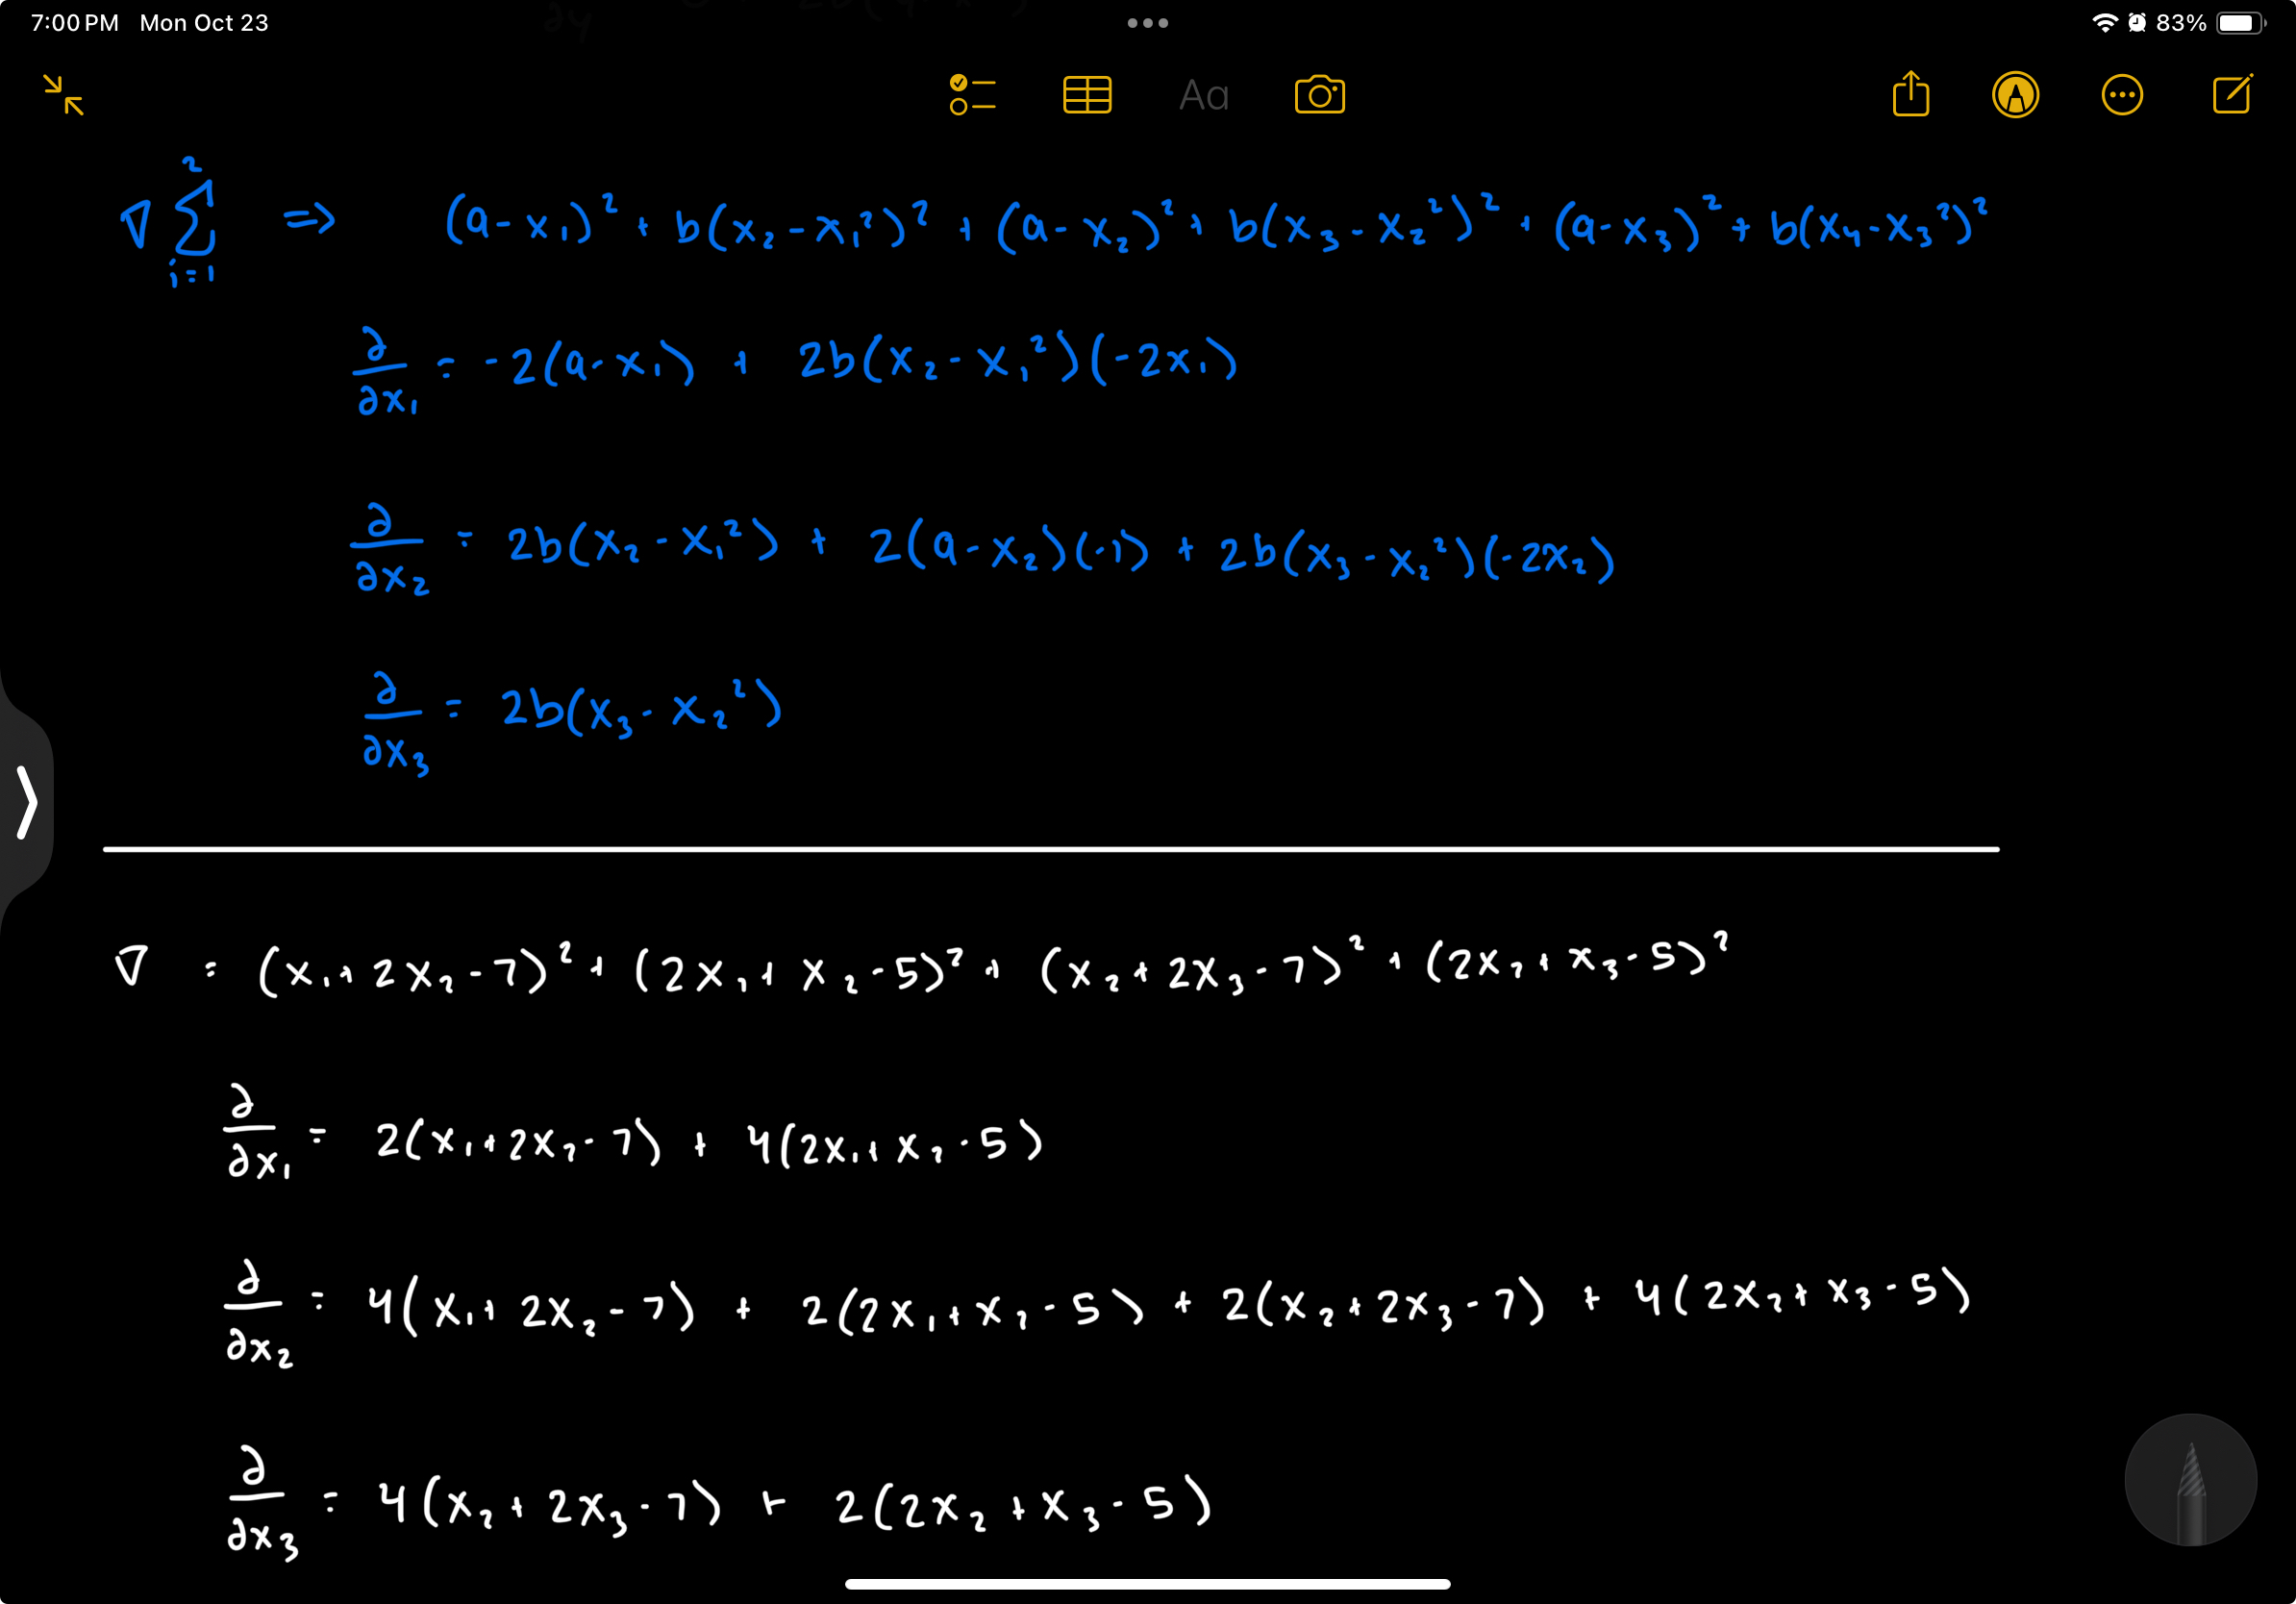 7:00 PM Mon Oct 23 83%
Aa
∇ ∑_{i=1}^{2} ⇒ (a-x₁)² + b(x₂-x₁²)² + (a-x₂)² + b(x₃-x₂²)² + (a-x₃)² + b(x₄-x₃²)²
∂/∂x₁ = -2(a-x₁) + 2b(x₂-x₁²)(-2x₁)
∂/∂x₂ = 2b(x₂-x₁²) + 2(a-x₂)(-1) + 2b(x₃-x₂²)(-2x₂)
∂/∂x₃ = 2b(x₃-x₂²)
∇ = (x₁+2x₂-7)² + (2x₁+x₂-5)² + (x₂+2x₃-7)² + (2x₂+x₃-5)²
∂/∂x₁ = 2(x₁+2x₂-7) + 4(2x₁+x₂-5)
∂/∂x₂ = 4(x₁+2x₂-7) + 2(2x₁+x₂-5) + 2(x₂+2x₃-7) + 4(2x₂+x₃-5)
∂/∂x₃ = 4(x₂+2x₃-7) + 2(2x₂+x₃-5)